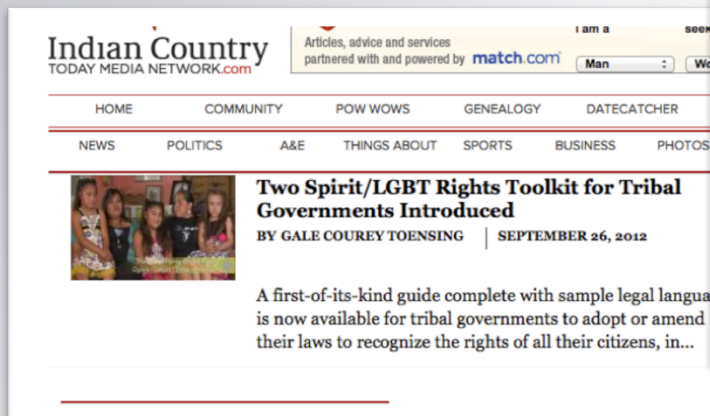 I am a
seek
Indian Country
TODAY MEDIA NETWORK.com
Articles, advice and services
partnered with and powered by match.com
Man
Wo
HOME COMMUNITY POW WOWS GENEALOGY DATECATCHER
NEWS POLITICS A&E THINGS ABOUT SPORTS BUSINESS PHOTOS
Two Spirit/LGBT Rights Toolkit for Tribal
Governments Introduced
BY GALE COUREY TOENSING | SEPTEMBER 26, 2012
A first-of-its-kind guide complete with sample legal langua
is now available for tribal governments to adopt or amend
their laws to recognize the rights of all their citizens, in...